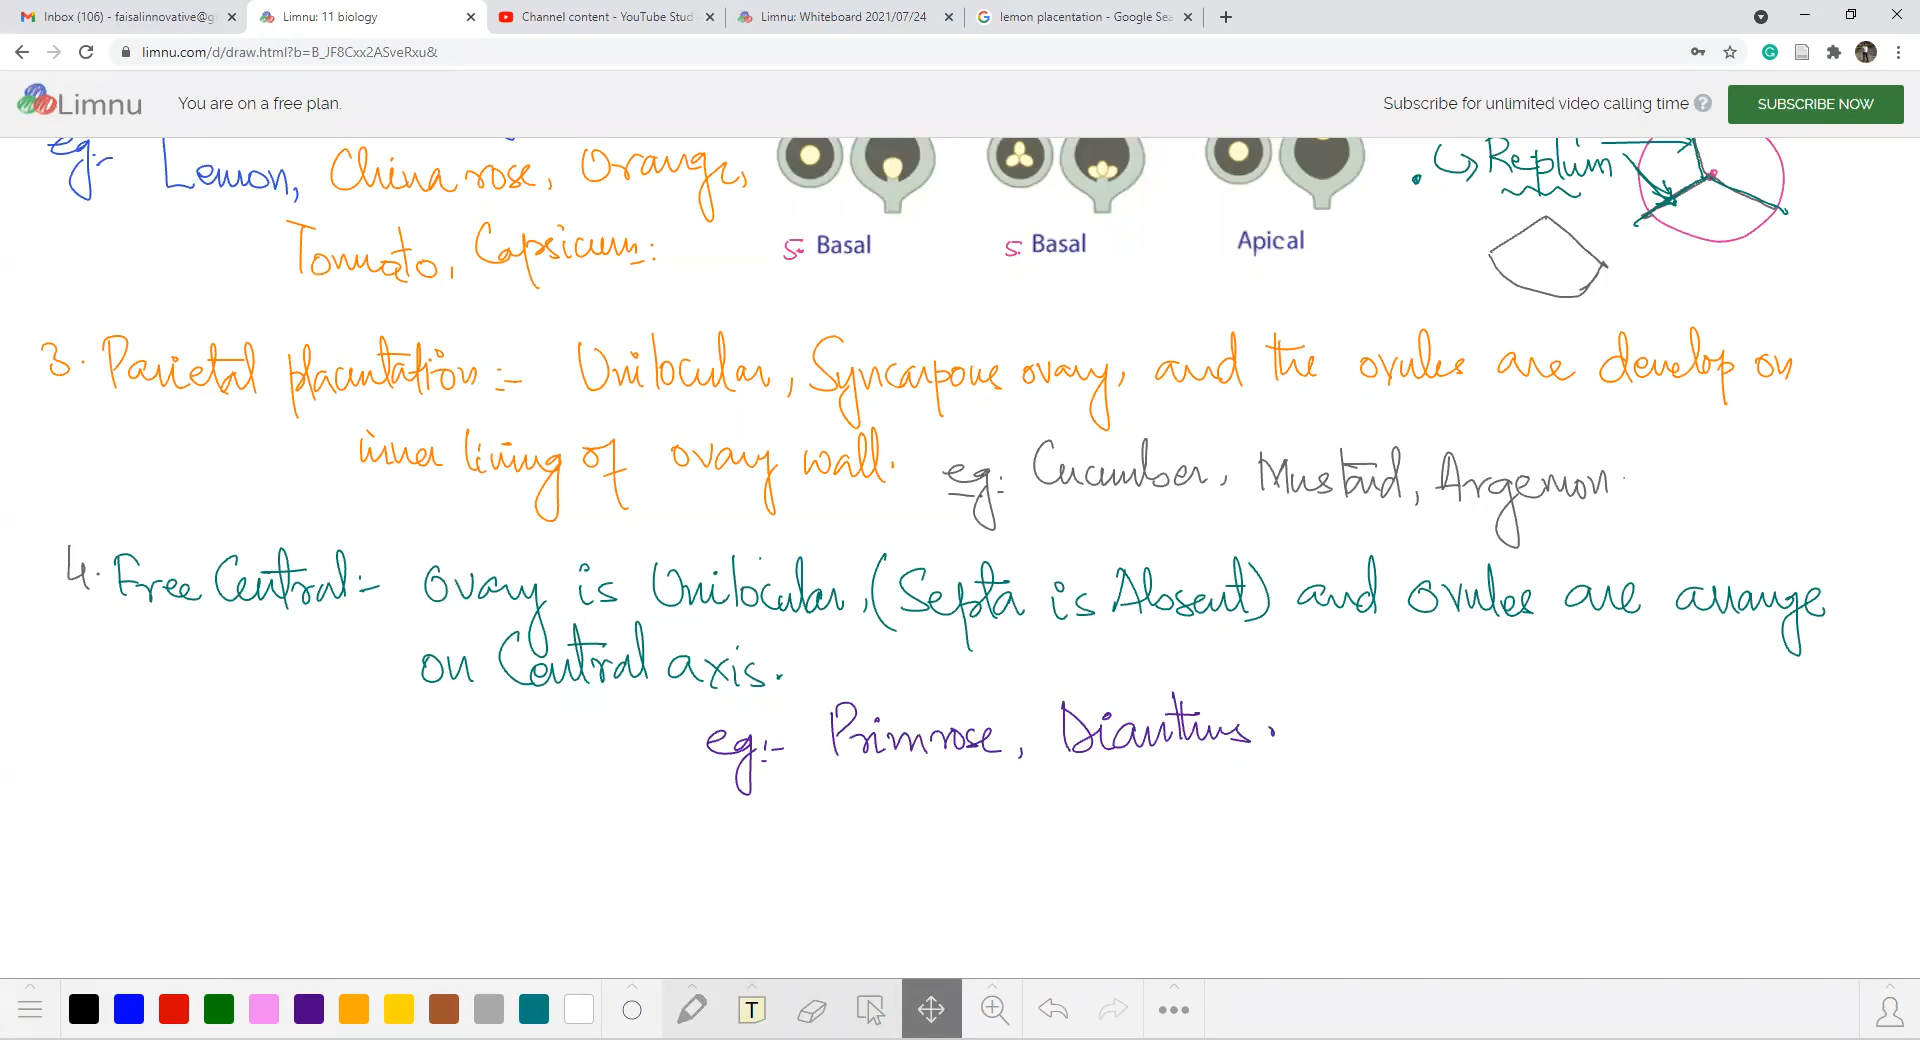 Inbox (106) - faisalinnovative@g
Limnu: 11 biology
Channel content - YouTube Stud
Limnu: Whiteboard 2021/07/24
lemon placentation - Google Sea
limnu.com/d/draw.html?b=B_JF8Cxx2ASveRxu&
Limnu
You are on a free plan.
Subscribe for unlimited video calling time
SUBSCRIBE NOW
eg:- Lemon, China rose, Orange,
Tomato, Capsicum:
5. Basal
5. Basal
Apical
Replum
3. Parietal placentation:- Unilocular, Syncarpous ovary, and the ovules are develop on
inner lining of ovary wall. eg:- Cucumber, Mustard, Argemon.
4. Free Central:- Ovary is Unilocular, (Septa is Absent) and ovules are arrange
on Central axis.
eg:- Primrose, Dianthus.
T